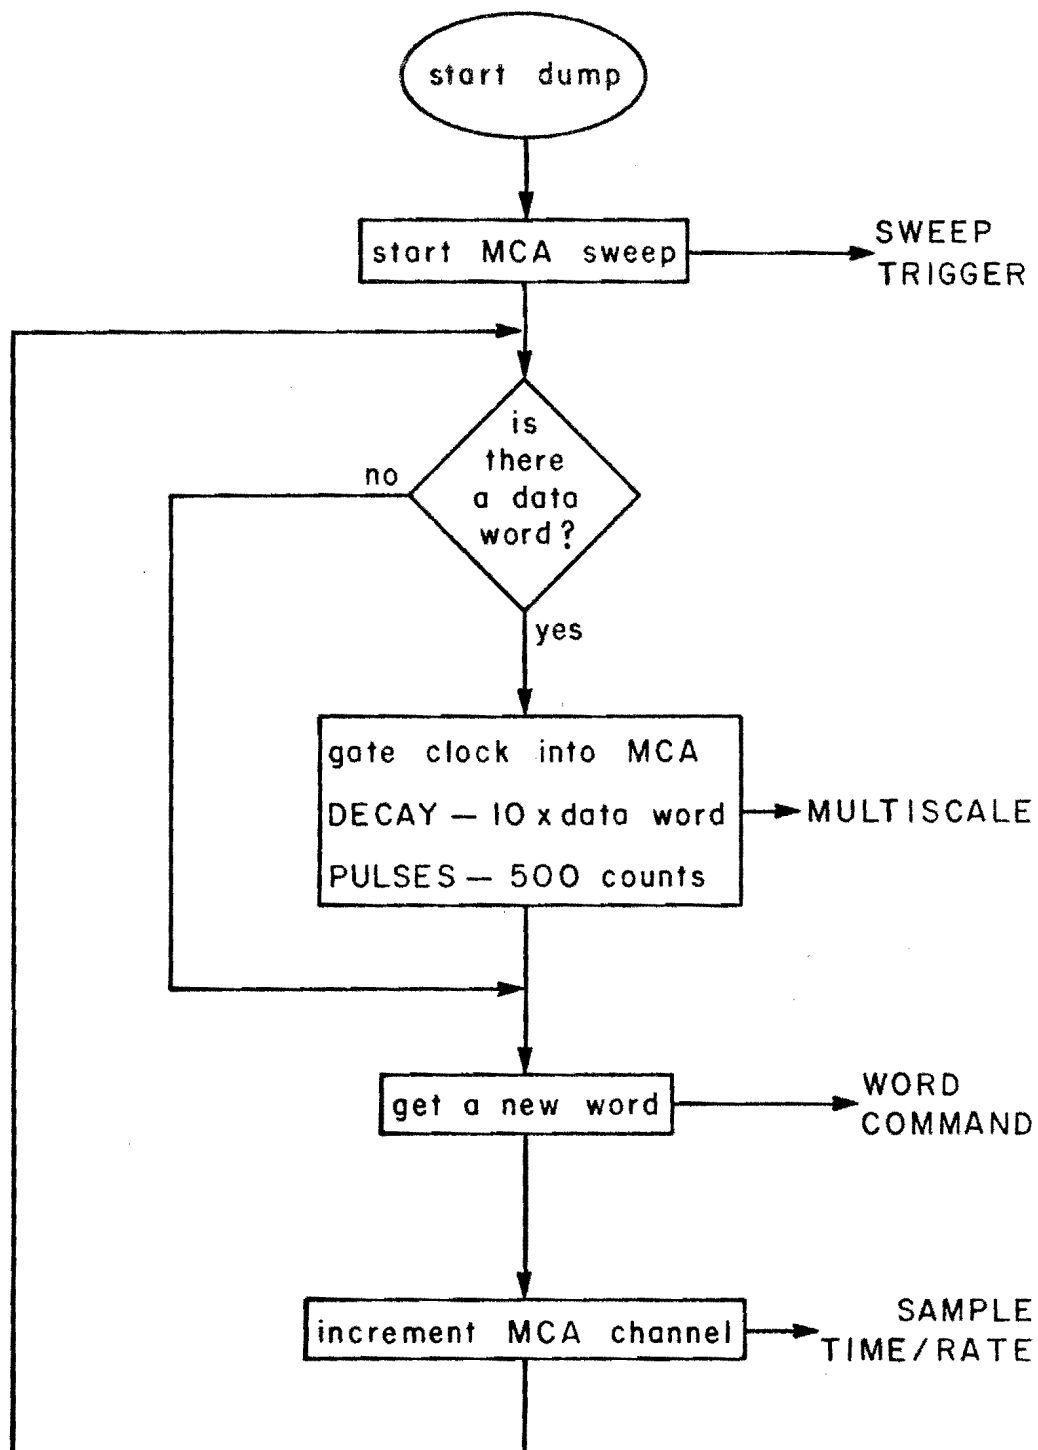 start dump
start MCA sweep
SWEEP
TRIGGER
is
there
a data
word?
no
yes
gate clock into MCA
DECAY — 10 x data word
PULSES — 500 counts
MULTISCALE
get a new word
WORD
COMMAND
increment MCA channel
SAMPLE
TIME/RATE